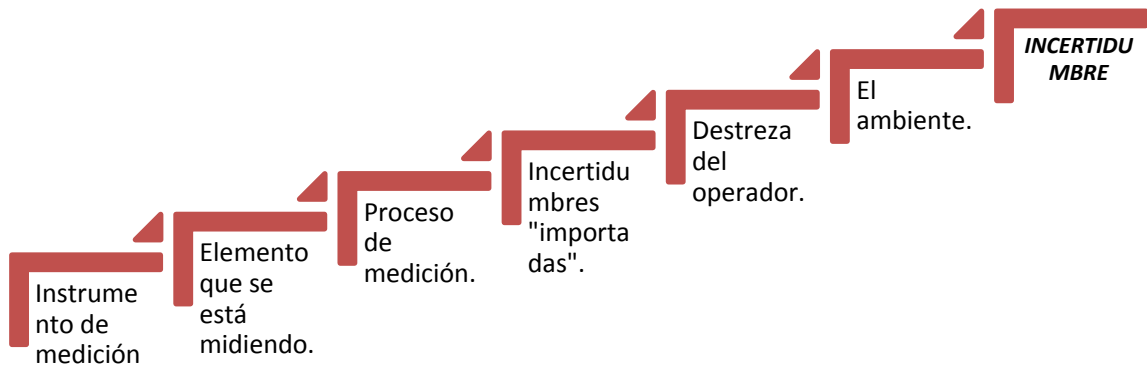 Instrume
nto de
medición
Elemento
que se
está
midiendo.
Proceso
de
medición.
Incertidu
mbres
"importa
das".
Destreza
del
operador.
El
ambiente.
INCERTIDU
MBRE